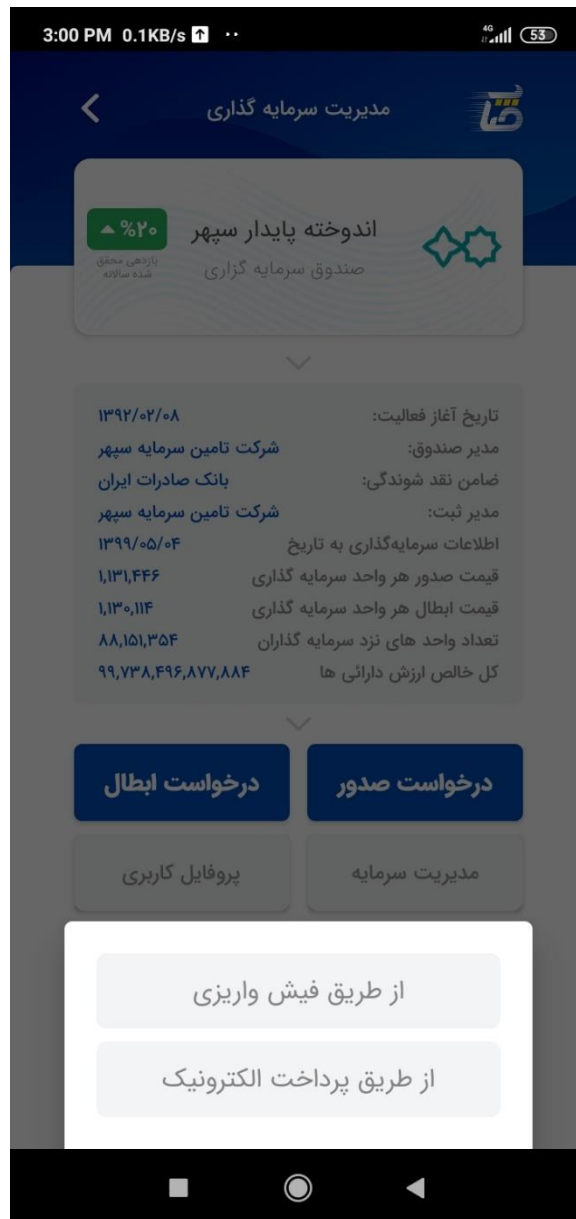 3:00 PM 0.1KB/s 4G 53
مدیریت سرمایه گذاری
اندوخته پایدار سپهر
صندوق سرمایه گزاری
%۲۰
بازدهی محقق
شده سالانه
تاریخ آغاز فعالیت: ۱۳۹۲/۰۲/۰۸
مدیر صندوق: شرکت تامین سرمایه سپهر
ضامن نقد شوندگی: بانک صادرات ایران
مدیر ثبت: شرکت تامین سرمایه سپهر
اطلاعات سرمایه‌گذاری به تاریخ ۱۳۹۹/۰۵/۰۴
قیمت صدور هر واحد سرمایه گذاری ۱,۱۳۱,۴۴۶
قیمت ابطال هر واحد سرمایه گذاری ۱,۱۳۰,۱۱۴
تعداد واحد های نزد سرمایه گذاران ۸۸,۱۵۱,۳۵۴
کل خالص ارزش دارائی ها ۹۹,۷۳۸,۴۹۶,۸۷۷,۸۸۴
درخواست صدور درخواست ابطال
مدیریت سرمایه پروفایل کاربری
از طریق فیش واریزی
از طریق پرداخت الکترونیک